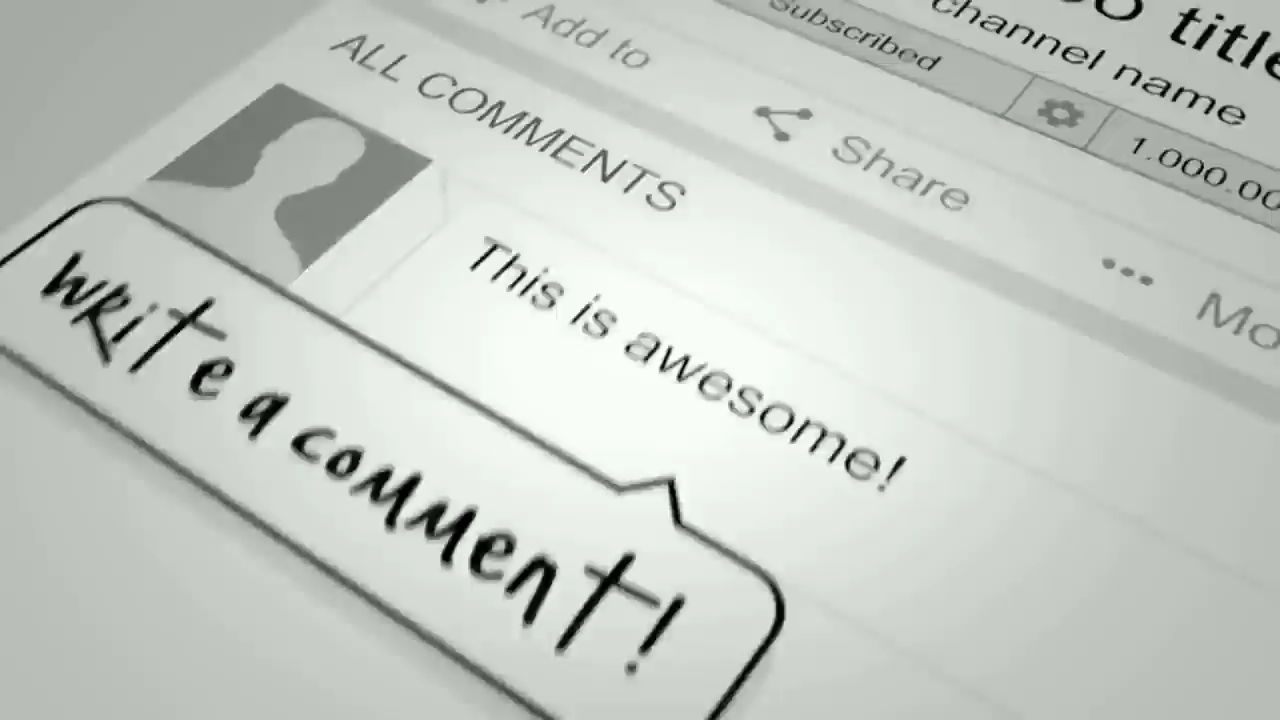 title
channel name
Subscribed
1.000.00
Add to
Share
ALL COMMENTS
This is awesome!
write a comment!